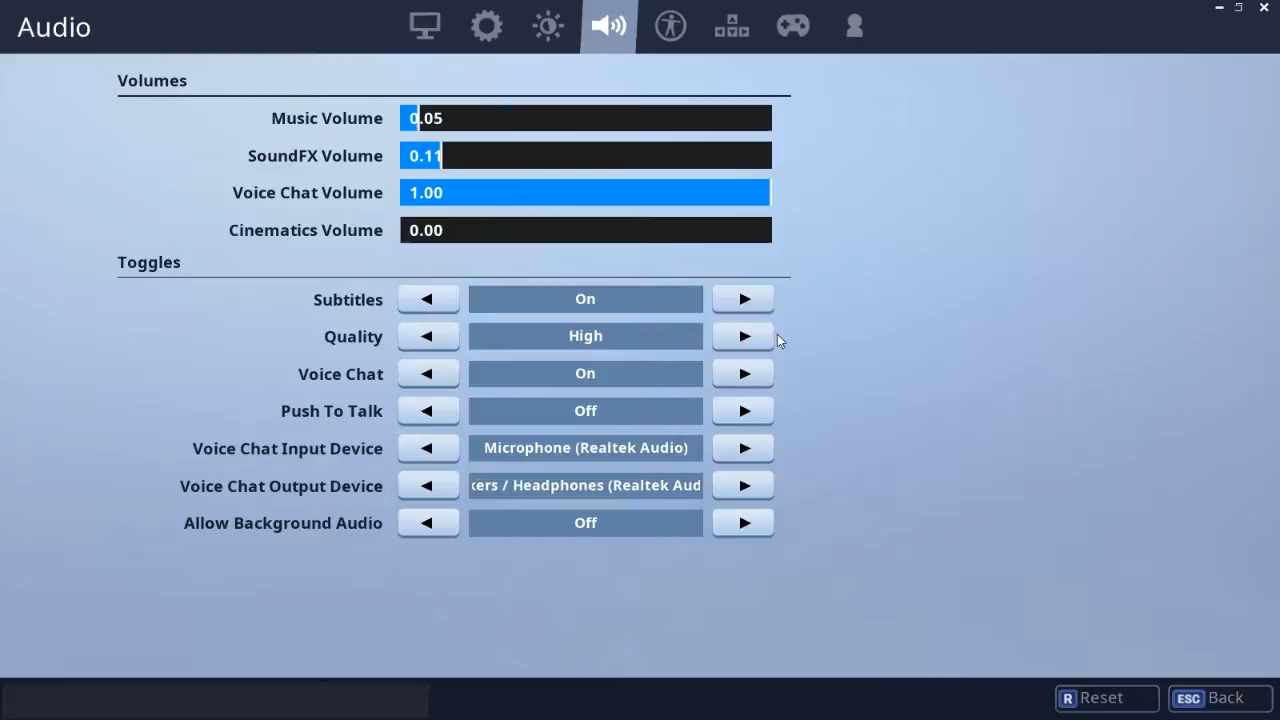 Audio
Volumes
Music Volume 0.05
SoundFX Volume 0.11
Voice Chat Volume 1.00
Cinematics Volume 0.00
Toggles
Subtitles On
Quality High
Voice Chat On
Push To Talk Off
Voice Chat Input Device Microphone (Realtek Audio)
Voice Chat Output Device kers / Headphones (Realtek Aud
Allow Background Audio Off
R Reset ESC Back